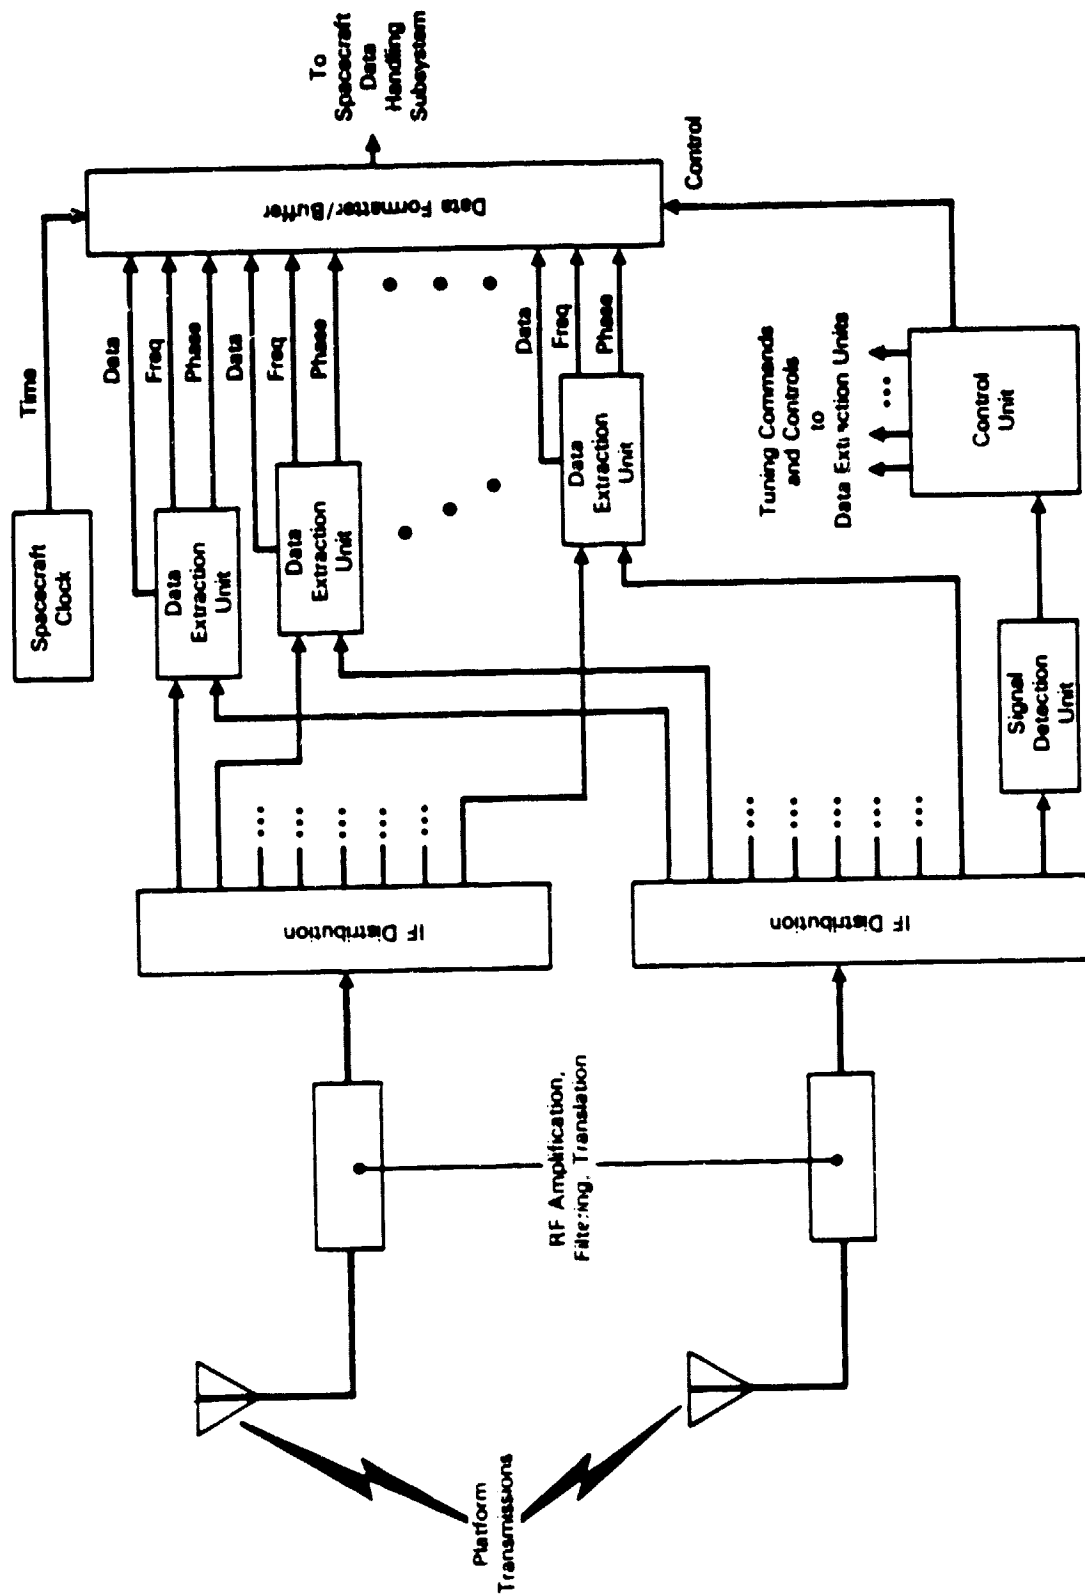 Platform
Transmissions
RF Amplification,
Filtering, Translation
IF Distribution
IF Distribution
Spacecraft
Clock
Data
Extraction
Unit
Data
Extraction
Unit
Data
Extraction
Unit
Signal
Detection
Unit
Time
Data
Freq
Phase
Data
Freq
Phase
Data
Freq
Phase
Tuning Commands
and Controls
to
Data Extraction Units
Control
Unit
Control
Data Formatter/Buffer
To
Spacecraft
Data
Handling
Subsystem